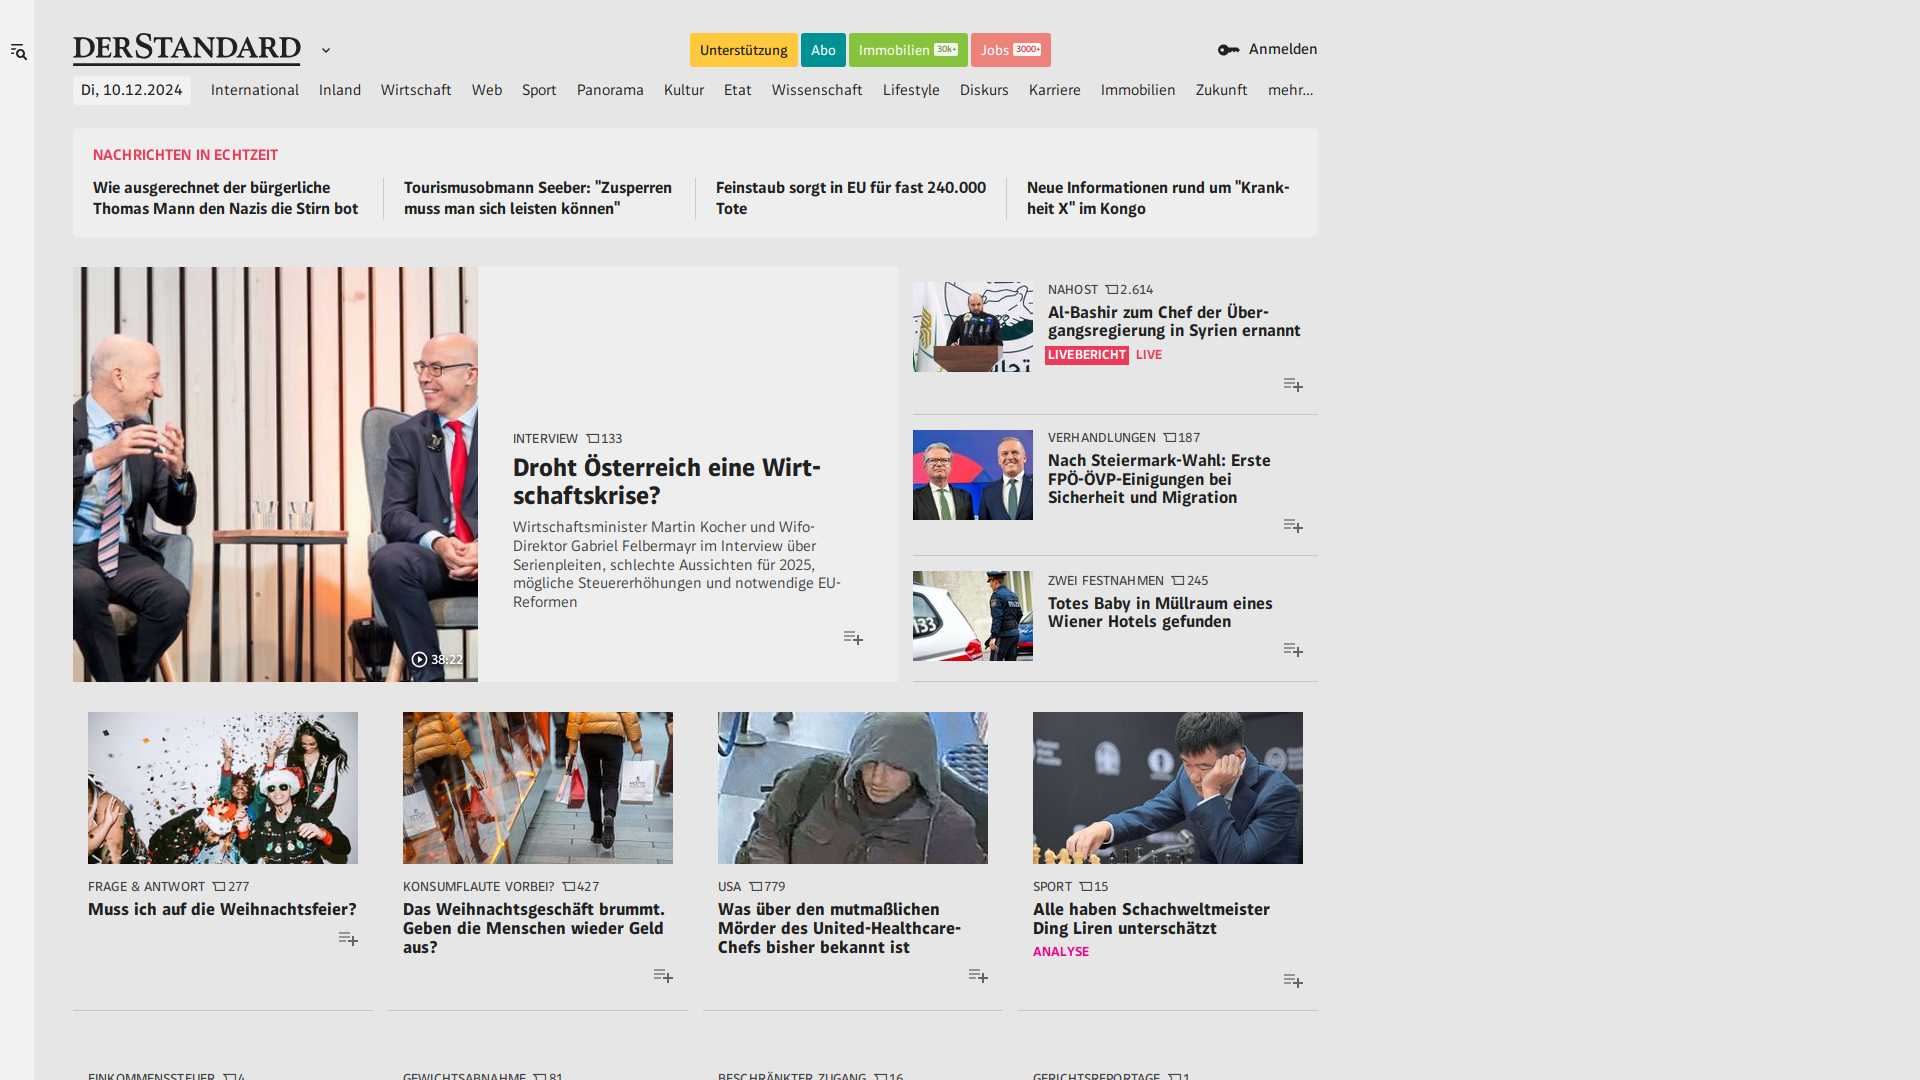 DERSTANDARD
Unterstützung
Abo
Immobilien 30k+
Jobs 3000+
Anmelden
Di, 10.12.2024
International
Inland
Wirtschaft
Web
Sport
Panorama
Kultur
Etat
Wissenschaft
Lifestyle
Diskurs
Karriere
Immobilien
Zukunft
mehr...
NACHRICHTEN IN ECHTZEIT
Wie ausgerechnet der bürgerliche
Thomas Mann den Nazis die Stirn bot
Tourismusobmann Seeber: "Zusperren
muss man sich leisten können"
Feinstaub sorgt in EU für fast 240.000
Tote
Neue Informationen rund um "Krank-
heit X" im Kongo
38:22
INTERVIEW 133
Droht Österreich eine Wirt-
schaftskrise?
Wirtschaftsminister Martin Kocher und Wifo-
Direktor Gabriel Felbermayr im Interview über
Serienpleiten, schlechte Aussichten für 2025,
mögliche Steuererhöhungen und notwendige EU-
Reformen
NAHOST 2.614
Al-Bashir zum Chef der Über-
gangsregierung in Syrien ernannt
LIVEBERICHT LIVE
VERHANDLUNGEN 187
Nach Steiermark-Wahl: Erste
FPÖ-ÖVP-Einigungen bei
Sicherheit und Migration
133
ZWEI FESTNAHMEN 245
Totes Baby in Müllraum eines
Wiener Hotels gefunden
FRAGE & ANTWORT 277
Muss ich auf die Weihnachtsfeier?
KONSUMFLAUTE VORBEI? 427
Das Weihnachtsgeschäft brummt.
Geben die Menschen wieder Geld
aus?
USA 779
Was über den mutmaßlichen
Mörder des United-Healthcare-
Chefs bisher bekannt ist
SPORT 15
Alle haben Schachweltmeister
Ding Liren unterschätzt
ANALYSE
EINKOMMENSSTEUER 4
GEWICHTSABNAHME 81
BESCHRÄNKTER ZUGANG 16
GERICHTSREPORTAGE 1